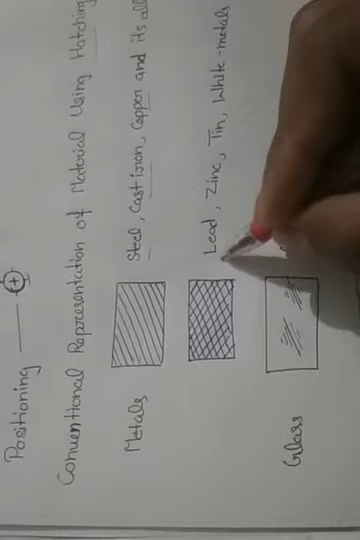 Positioning
Conventional Representation of Material Using Hatching
Metals
Steel, Cast iron, Copper and its all
Lead, Zinc, Tin, White-metals
Glass